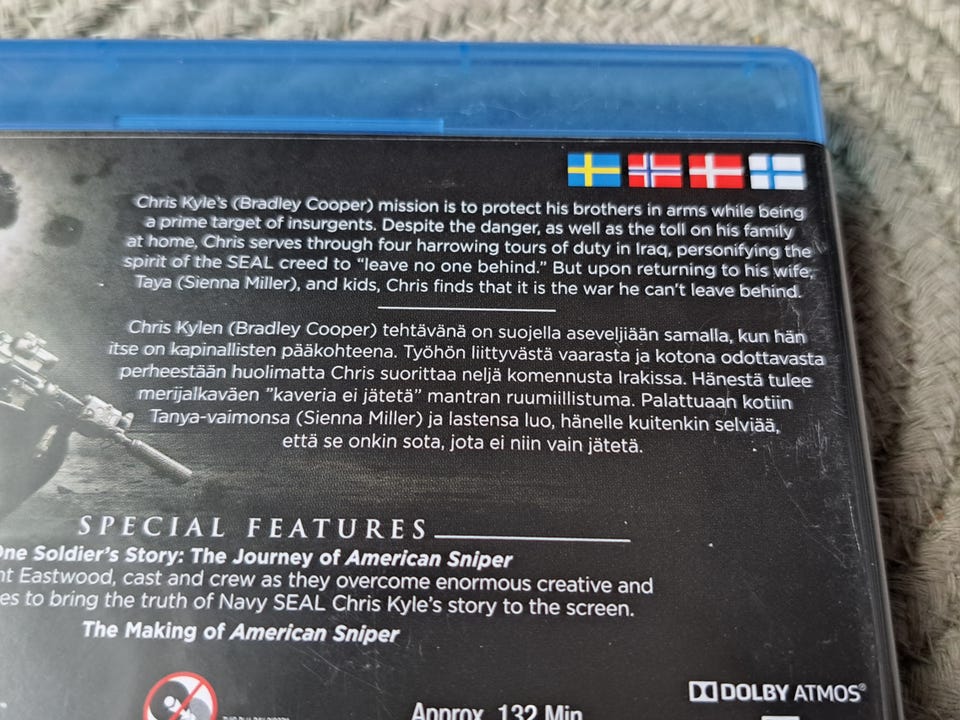 Chris Kyle's (Bradley Cooper) mission is to protect his brothers in arms while being
a prime target of insurgents. Despite the danger, as well as the toll on his family
at home, Chris serves through four harrowing tours of duty in Iraq, personifying the
spirit of the SEAL creed to "leave no one behind." But upon returning to his wife,
Taya (Sienna Miller), and kids, Chris finds that it is the war he can't leave behind.
Chris Kylen (Bradley Cooper) tehtävänä on suojella aseveljiään samalla, kun hän
itse on kapinallisten pääkohteena. Työhön liittyvästä vaarasta ja kotona odottavasta
perheestään huolimatta Chris suorittaa neljä komennusta Irakissa. Hänestä tulee
merijalkaväen "kaveria ei jätetä" mantran ruumiillistuma. Palattuaan kotiin
Tanya-vaimonsa (Sienna Miller) ja lastensa luo, hänelle kuitenkin selviää,
että se onkin sota, jota ei niin vain jätetä.
SPECIAL FEATURES
One Soldier's Story: The Journey of American Sniper
nt Eastwood, cast and crew as they overcome enormous creative and
es to bring the truth of Navy SEAL Chris Kyle's story to the screen.
The Making of American Sniper
DOLBY ATMOS®
Approx. 132 Min